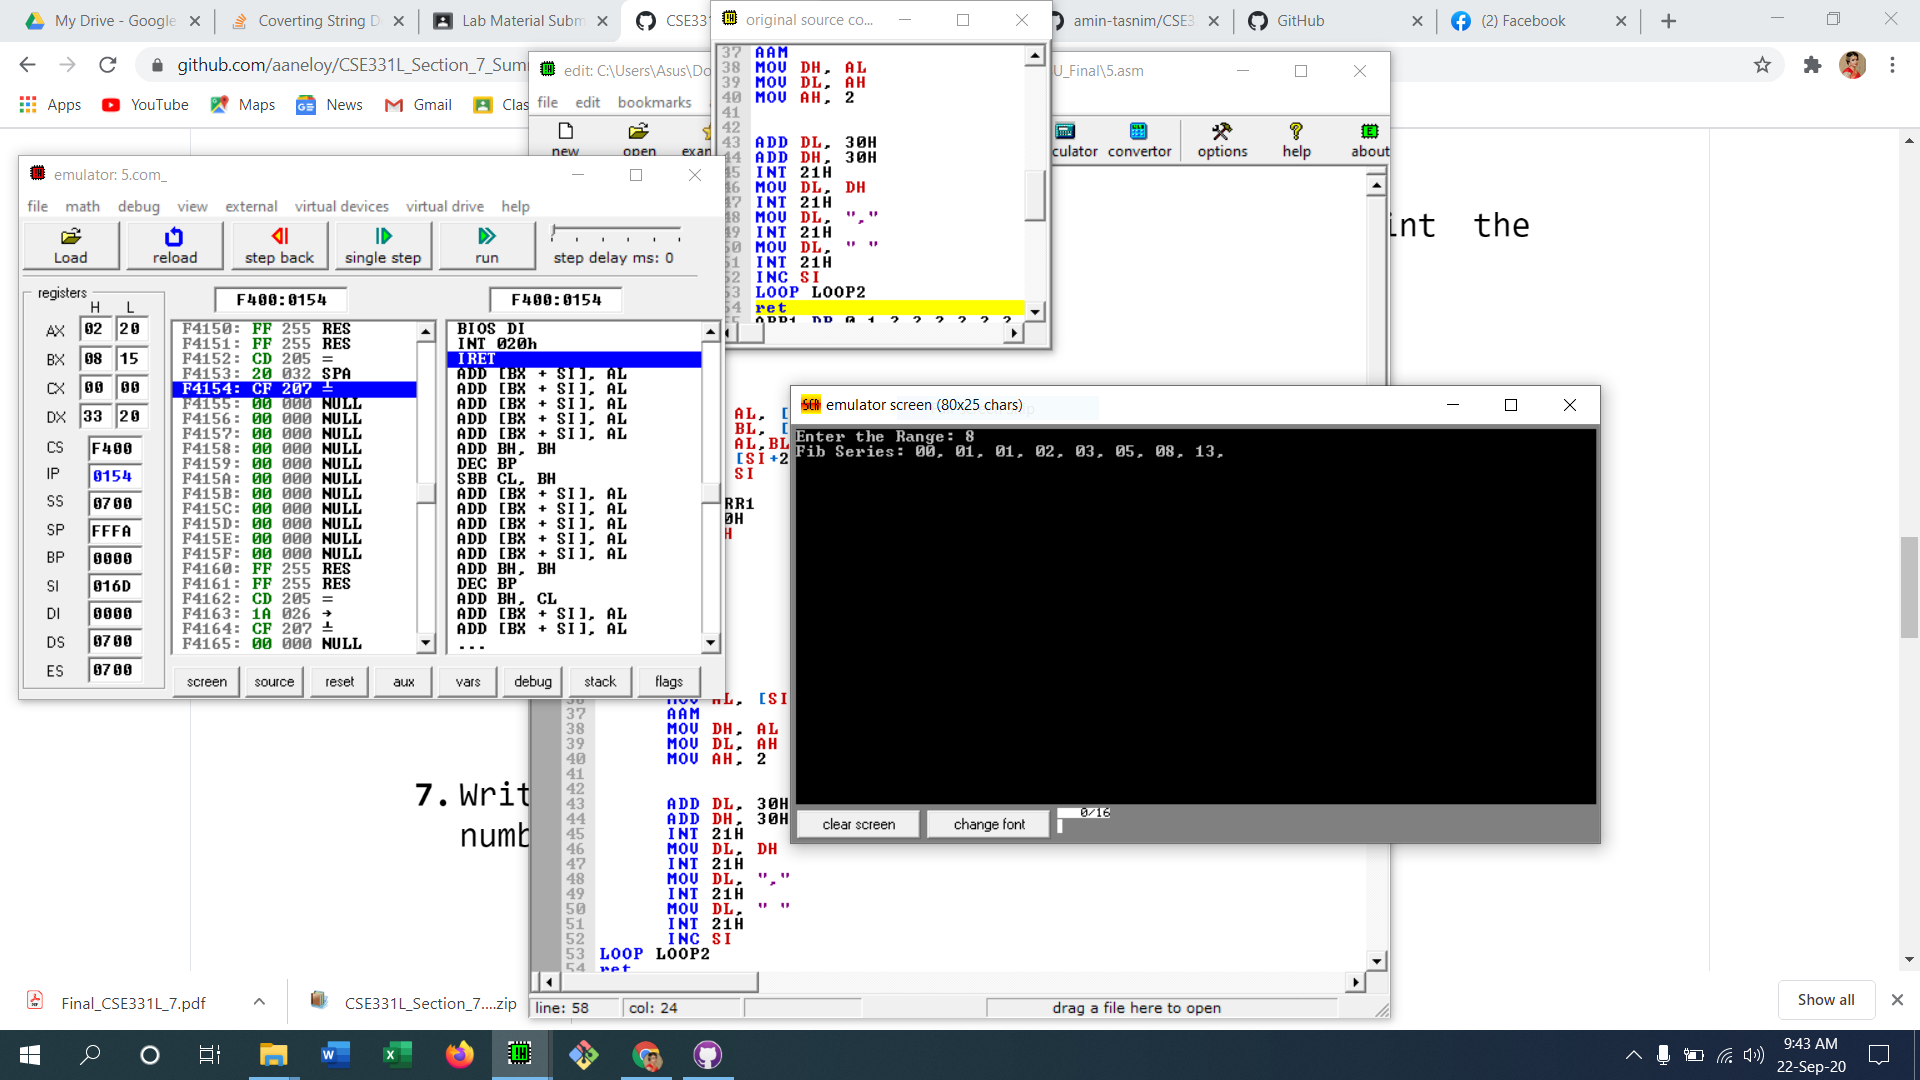 My Drive - Google
Coverting String D
Lab Material Subm
CSE331
amin-tasnim/CSE3
GitHub
(2) Facebook
github.com/aaneloy/CSE331L_Section_7_Sum
Apps
YouTube
Maps
News
Gmail
Clas
original source co...
37 AAM
38 MOV DH, AL
39 MOV DL, AH
40 MOV AH, 2
41
42
43 ADD DL, 30H
44 ADD DH, 30H
45 INT 21H
46 MOV DL, DH
47 INT 21H
48 MOV DL, ","
49 INT 21H
50 MOV DL, " "
51 INT 21H
52 INC SI
53 LOOP LOOP2
54 ret
edit: C:\Users\Asus\Do
U_Final\5.asm
file edit bookmarks
new open exam
culator convertor options help about
int the
emulator: 5.com_
file math debug view external virtual devices virtual drive help
Load reload step back single step run step delay ms: 0
registers
H L
AX 02 20
BX 08 15
CX 00 00
DX 33 20
CS F400
IP 0154
SS 0700
SP FFFA
BP 0000
SI 016D
DI 0000
DS 0700
ES 0700
F400:0154
F4150: FF 255 RES
F4151: FF 255 RES
F4152: CD 205 =
F4153: 20 032 SPA
F4154: CF 207 ╧
F4155: 00 000 NULL
F4156: 00 000 NULL
F4157: 00 000 NULL
F4158: 00 000 NULL
F4159: 00 000 NULL
F415A: 00 000 NULL
F415B: 00 000 NULL
F415C: 00 000 NULL
F415D: 00 000 NULL
F415E: 00 000 NULL
F415F: 00 000 NULL
F4160: FF 255 RES
F4161: FF 255 RES
F4162: CD 205 =
F4163: 1A 026 →
F4164: CF 207 ╧
F4165: 00 000 NULL
F400:0154
BIOS DI
INT 020h
IRET
ADD [BX + SI], AL
ADD [BX + SI], AL
ADD [BX + SI], AL
ADD [BX + SI], AL
ADD [BX + SI], AL
ADD BH, BH
DEC BP
SBB CL, BH
ADD [BX + SI], AL
ADD [BX + SI], AL
ADD [BX + SI], AL
ADD [BX + SI], AL
ADD [BX + SI], AL
ADD BH, BH
DEC BP
ADD BH, CL
ADD [BX + SI], AL
ADD [BX + SI], AL
...
screen source reset aux vars debug stack flags
AL, [
BL, [
AL,BL
[SI+2
SI
RR1
0H
H
emulator screen (80x25 chars)
Enter the Range: 8
Fib Series: 00, 01, 01, 02, 03, 05, 08, 13,
clear screen change font 0/16
36 MOV AL, [SI
37 AAM
38 MOV DH, AL
39 MOV DL, AH
40 MOV AH, 2
41
42
43 ADD DL, 30H
44 ADD DH, 30H
45 INT 21H
46 MOV DL, DH
47 INT 21H
48 MOV DL, ","
49 INT 21H
50 MOV DL, " "
51 INT 21H
52 INC SI
53 LOOP LOOP2
54 ret
line: 58 col: 24 drag a file here to open
7. Writ
numb
Final_CSE331L_7.pdf
CSE331L_Section_7....zip
Show all
9:43 AM
22-Sep-20